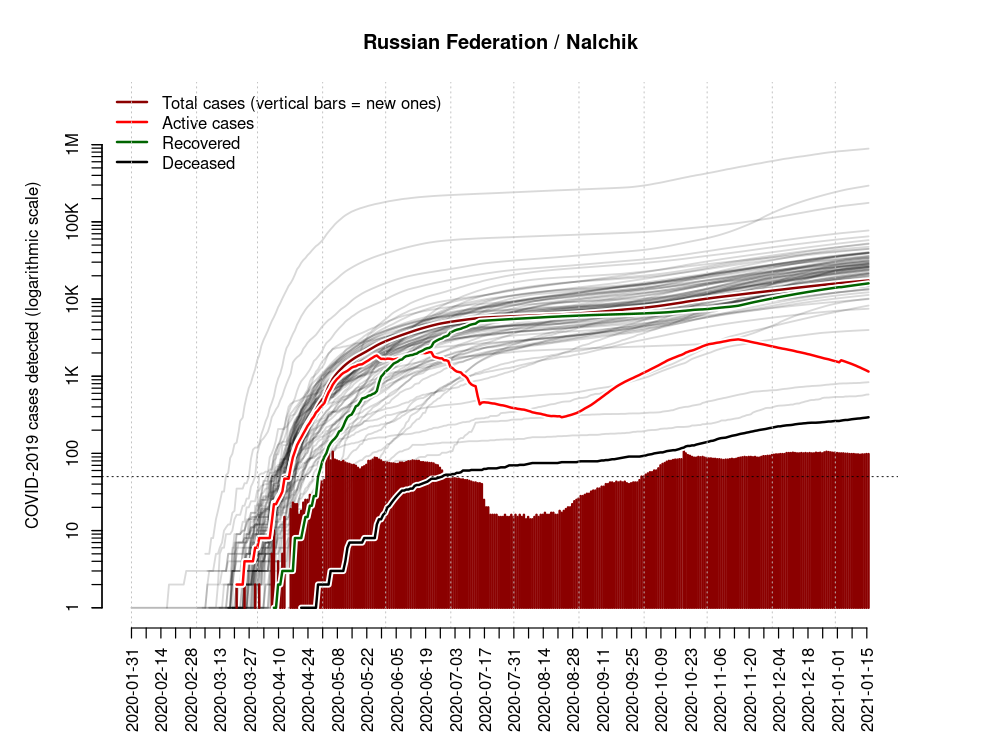 Russian Federation / Nalchik
Total cases (vertical bars = new ones)
Active cases
Recovered
Deceased
COVID-2019 cases detected (logarithmic scale)
1M
100K
10K
1K
100
10
1
2020-01-31
2020-02-14
2020-02-28
2020-03-13
2020-03-27
2020-04-10
2020-04-24
2020-05-08
2020-05-22
2020-06-05
2020-06-19
2020-07-03
2020-07-17
2020-07-31
2020-08-14
2020-08-28
2020-09-11
2020-09-25
2020-10-09
2020-10-23
2020-11-06
2020-11-20
2020-12-04
2020-12-18
2021-01-01
2021-01-15